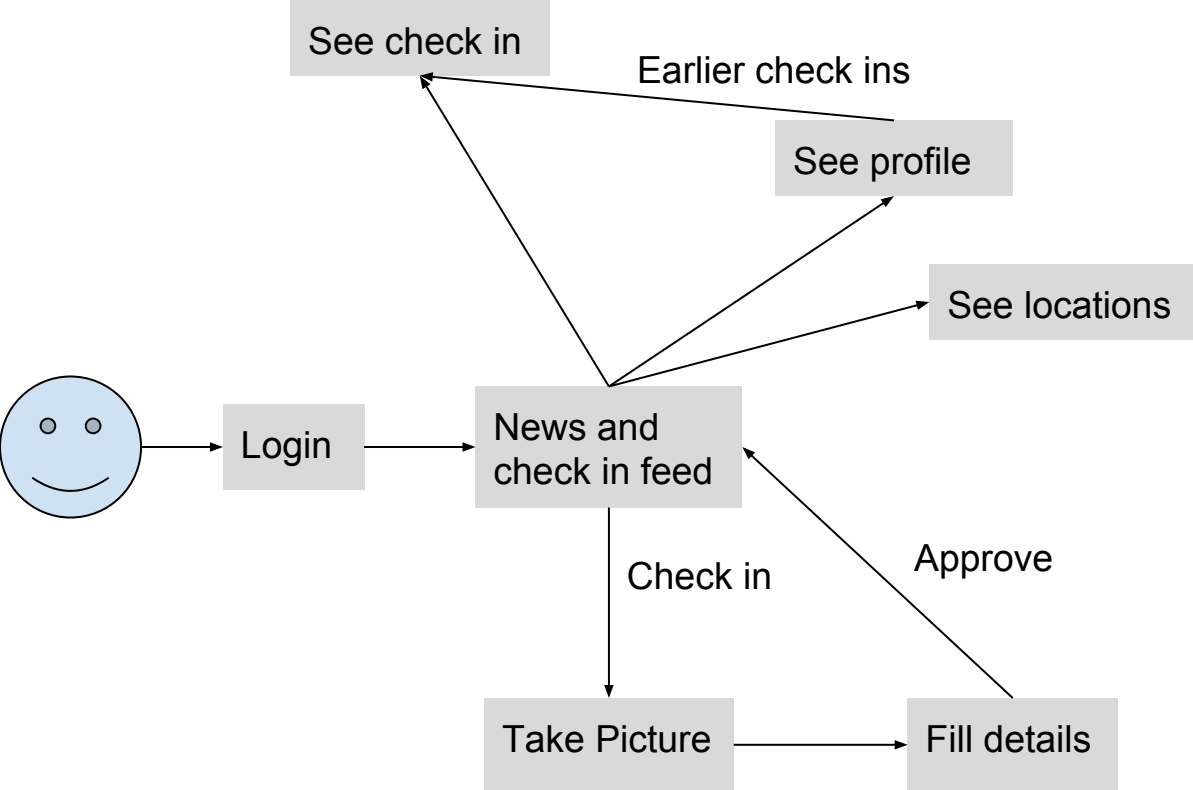 See check in
Earlier check ins
See profile
See locations
Login
News and
check in feed
Check in
Approve
Take Picture
Fill details